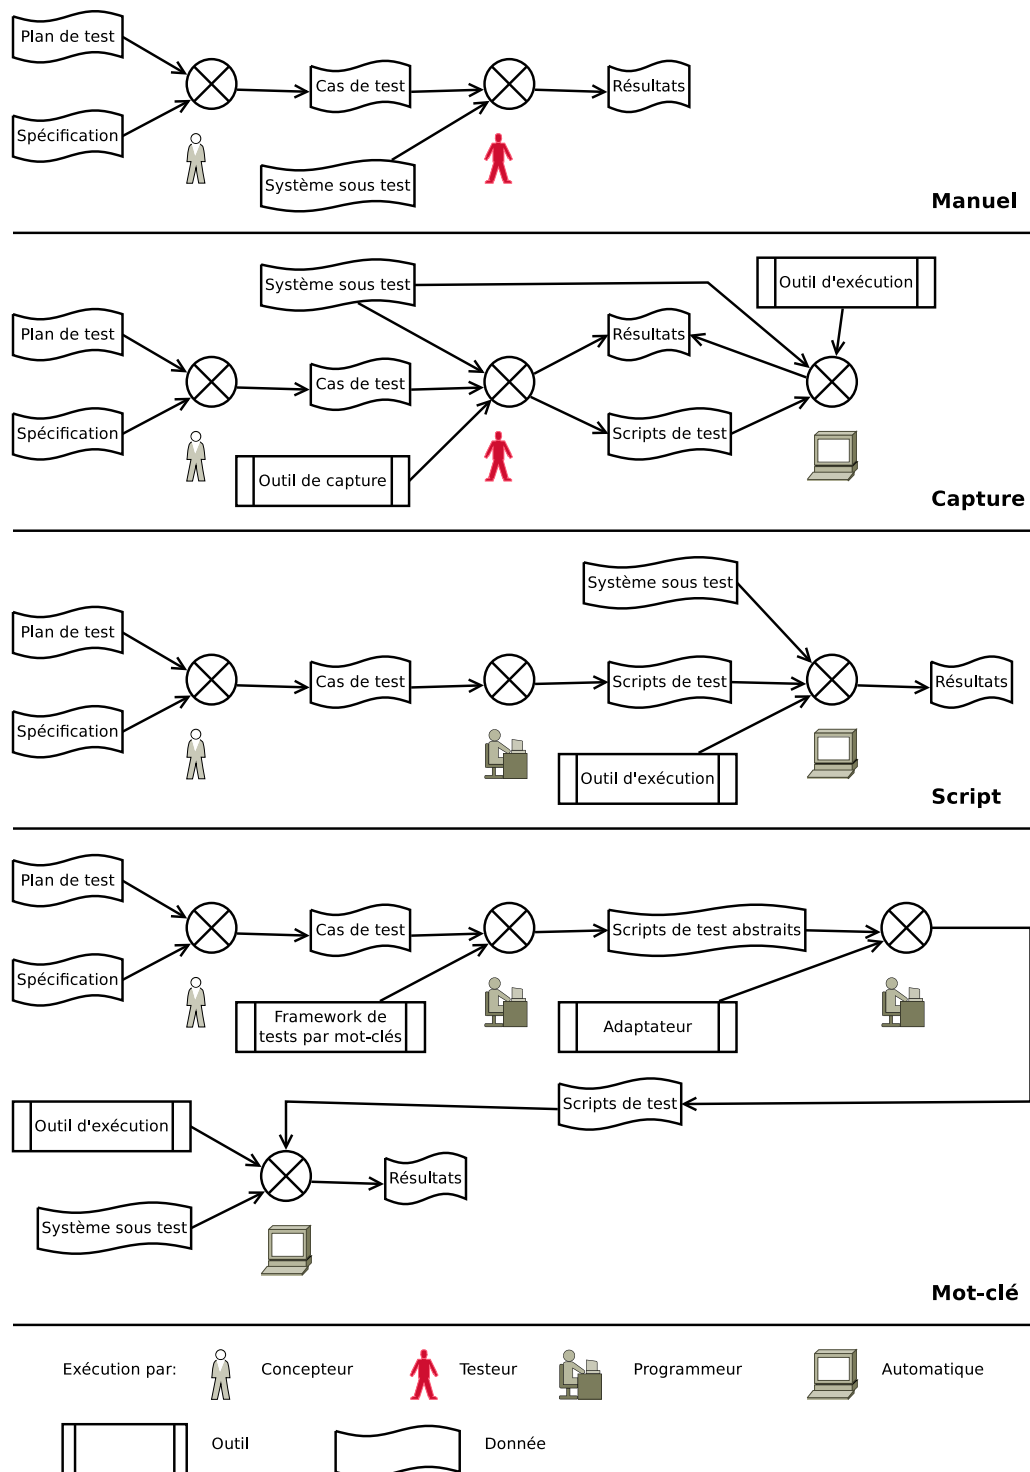 Plan de test
Cas de test
Résultats
Spécification
Système sous test
Manuel
Système sous test
Outil d'exécution
Plan de test
Résultats
Cas de test
Spécification
Scripts de test
Outil de capture
Capture
Système sous test
Plan de test
Cas de test
Scripts de test
Résultats
Spécification
Outil d'exécution
Script
Plan de test
Cas de test
Scripts de test abstraits
Spécification
Framework de
tests par mot-clés
Adaptateur
Scripts de test
Outil d'exécution
Résultats
Système sous test
Mot-clé
Exécution par:
Concepteur
Testeur
Programmeur
Automatique
Outil
Donnée